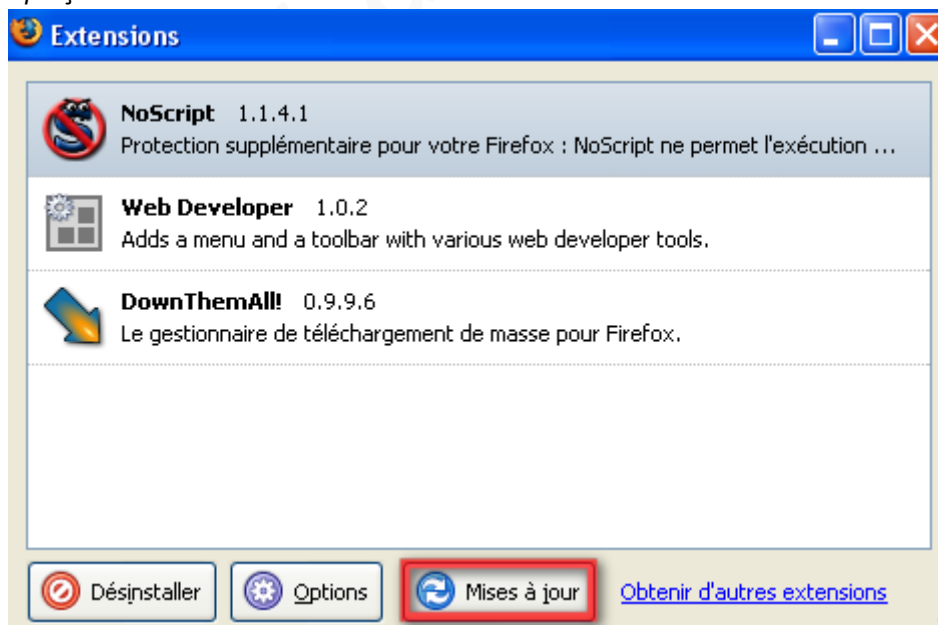 Extensions
NoScript 1.1.4.1
Protection supplémentaire pour votre Firefox : NoScript ne permet l'exécution ...
Web Developer 1.0.2
Adds a menu and a toolbar with various web developer tools.
DownThemAll! 0.9.9.6
Le gestionnaire de téléchargement de masse pour Firefox.
Désinstaller Options Mises à jour Obtenir d'autres extensions